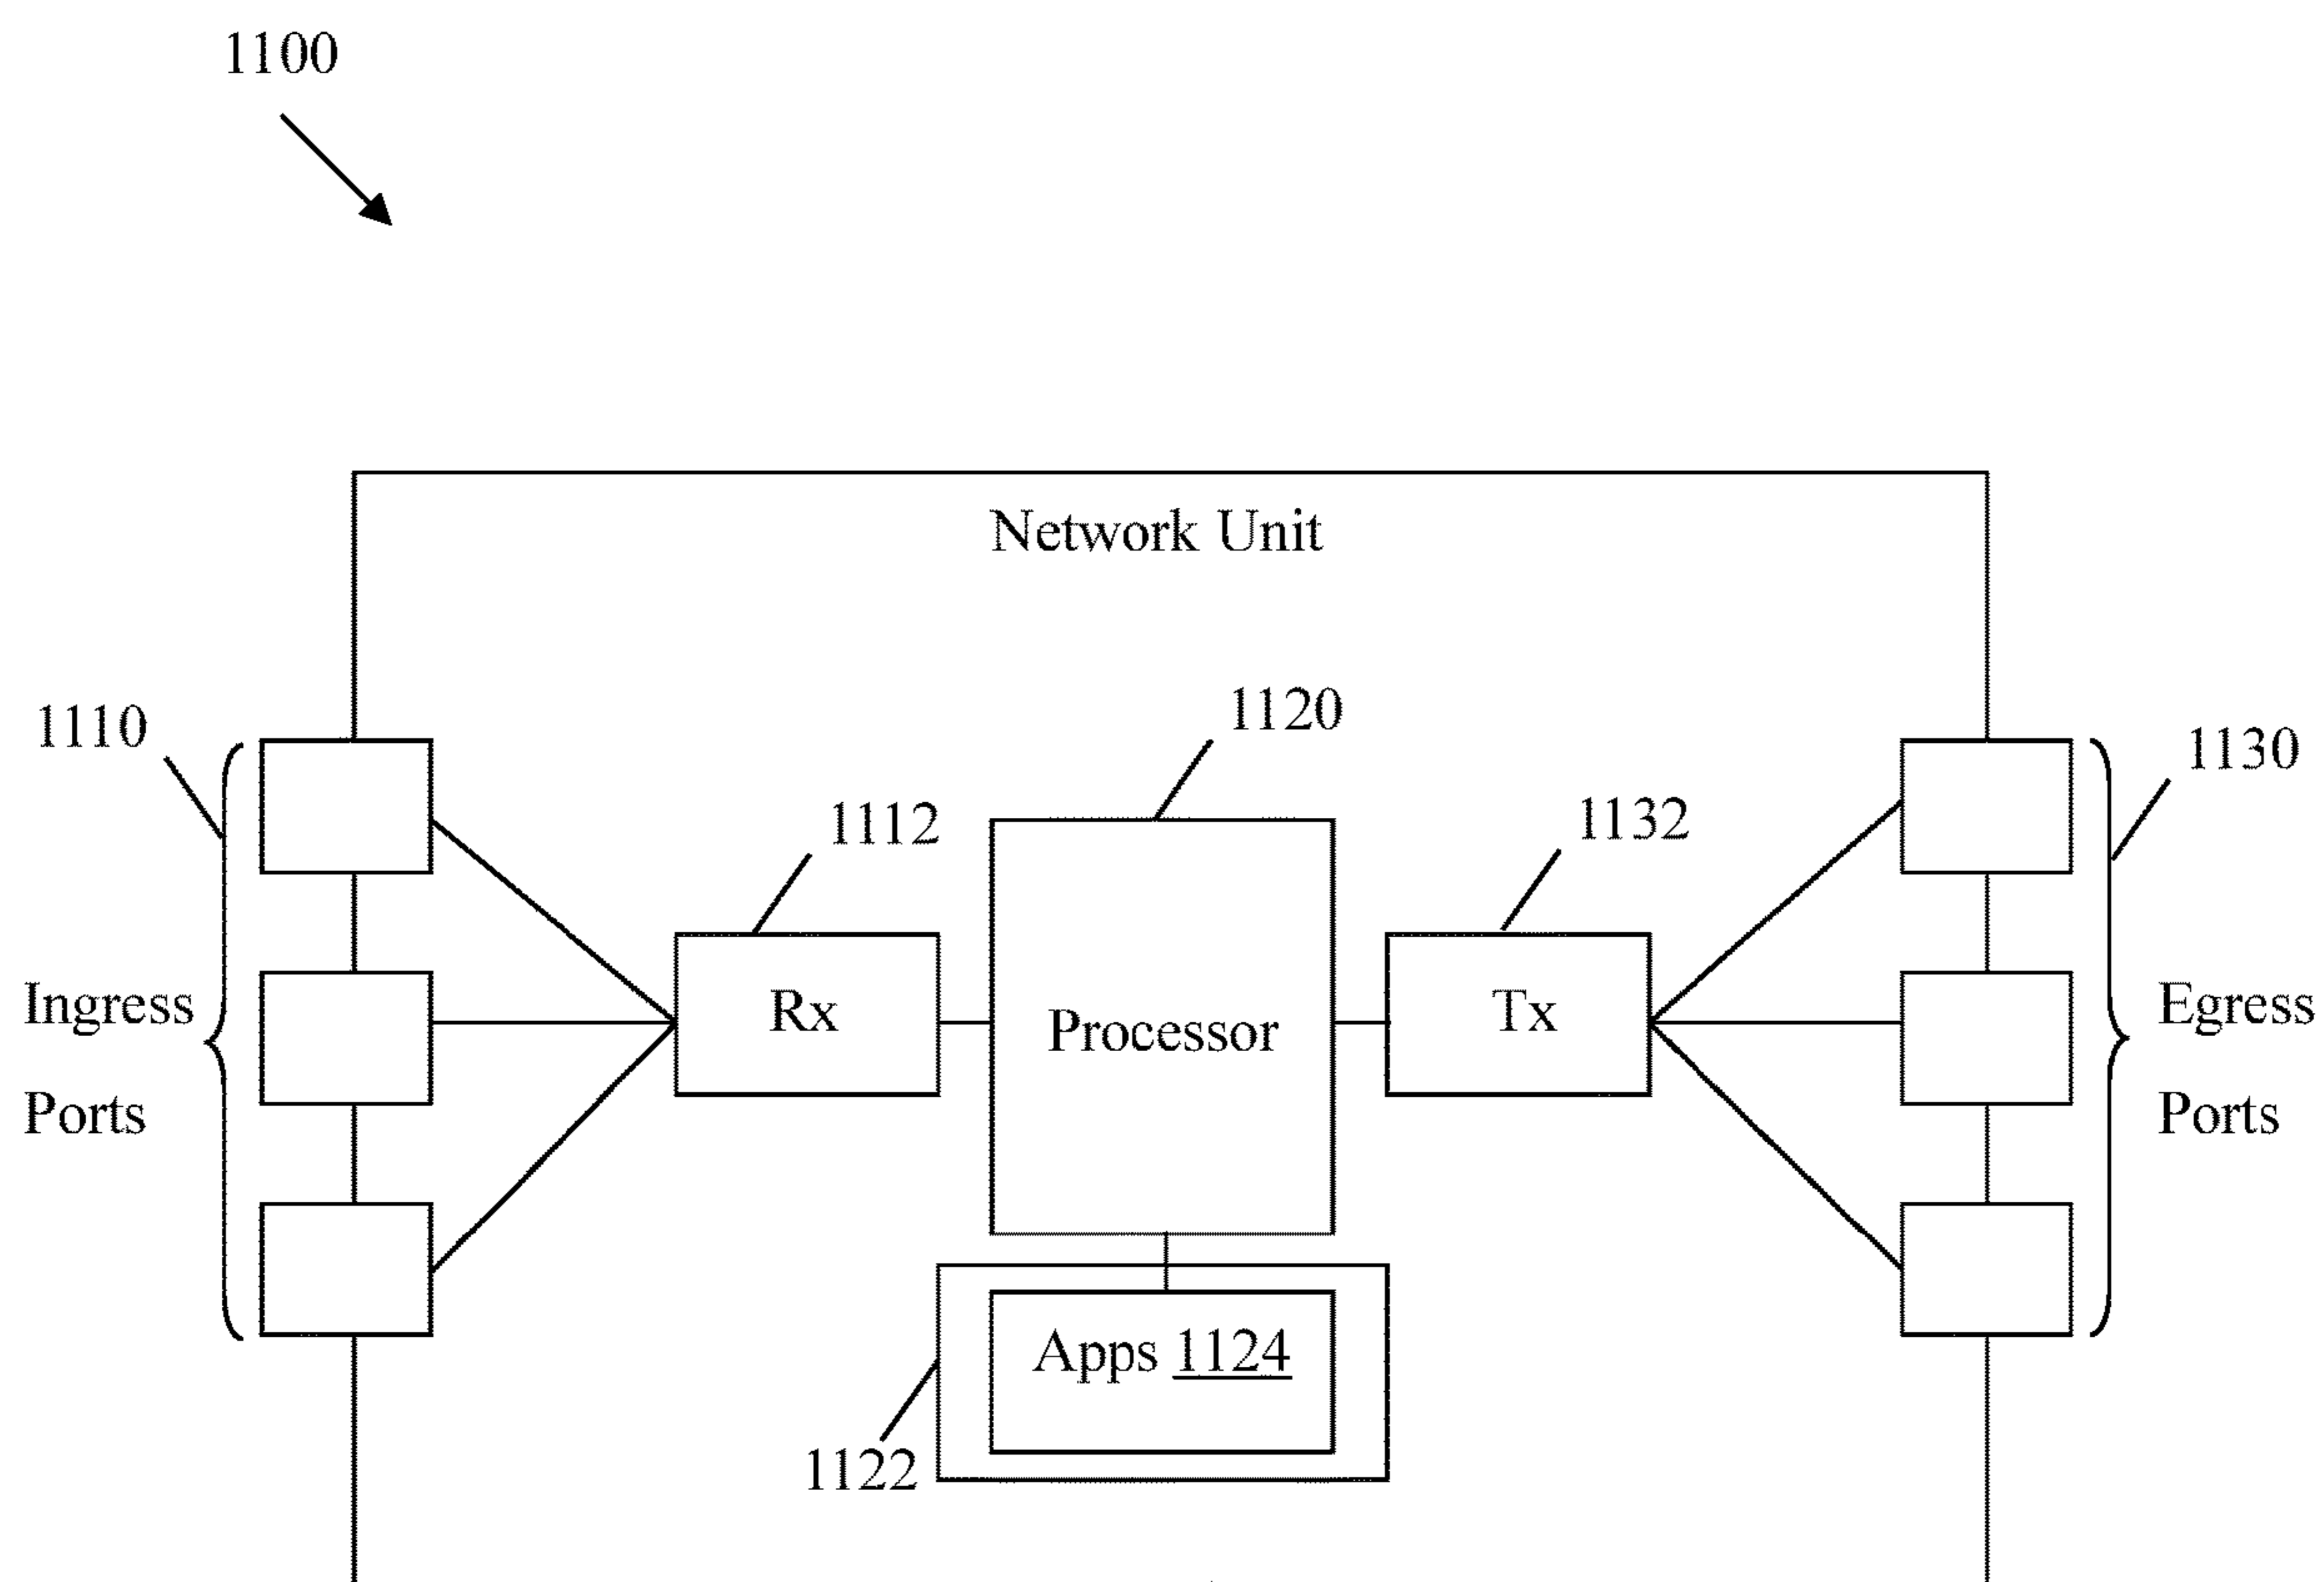 1100
Network Unit
1110
1120
1130
1112
1132
Ingress
Ports
Rx
Processor
Tx
Egress
Ports
Apps 1124
1122